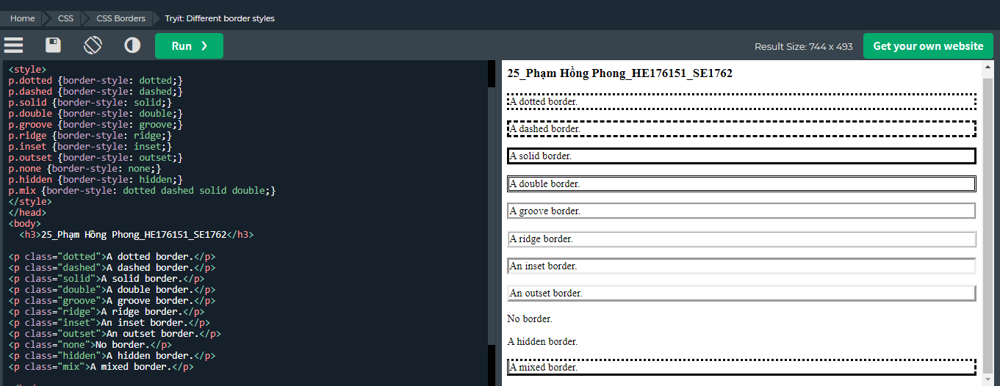 Home CSS CSS Borders Tryit: Different border styles
Run ❯ Result Size: 744 x 493 Get your own website
<style>
p.dotted {border-style: dotted;}
p.dashed {border-style: dashed;}
p.solid {border-style: solid;}
p.double {border-style: double;}
p.groove {border-style: groove;}
p.ridge {border-style: ridge;}
p.inset {border-style: inset;}
p.outset {border-style: outset;}
p.none {border-style: none;}
p.hidden {border-style: hidden;}
p.mix {border-style: dotted dashed solid double;}
</style>
</head>
<body>
<h3>25_Phạm Hồng Phong_HE176151_SE1762</h3>
<p class="dotted">A dotted border.</p>
<p class="dashed">A dashed border.</p>
<p class="solid">A solid border.</p>
<p class="double">A double border.</p>
<p class="groove">A groove border.</p>
<p class="ridge">A ridge border.</p>
<p class="inset">An inset border.</p>
<p class="outset">An outset border.</p>
<p class="none">No border.</p>
<p class="hidden">A hidden border.</p>
<p class="mix">A mixed border.</p>
25_Phạm Hồng Phong_HE176151_SE1762
A dotted border.
A dashed border.
A solid border.
A double border.
A groove border.
A ridge border.
An inset border.
An outset border.
No border.
A hidden border.
A mixed border.